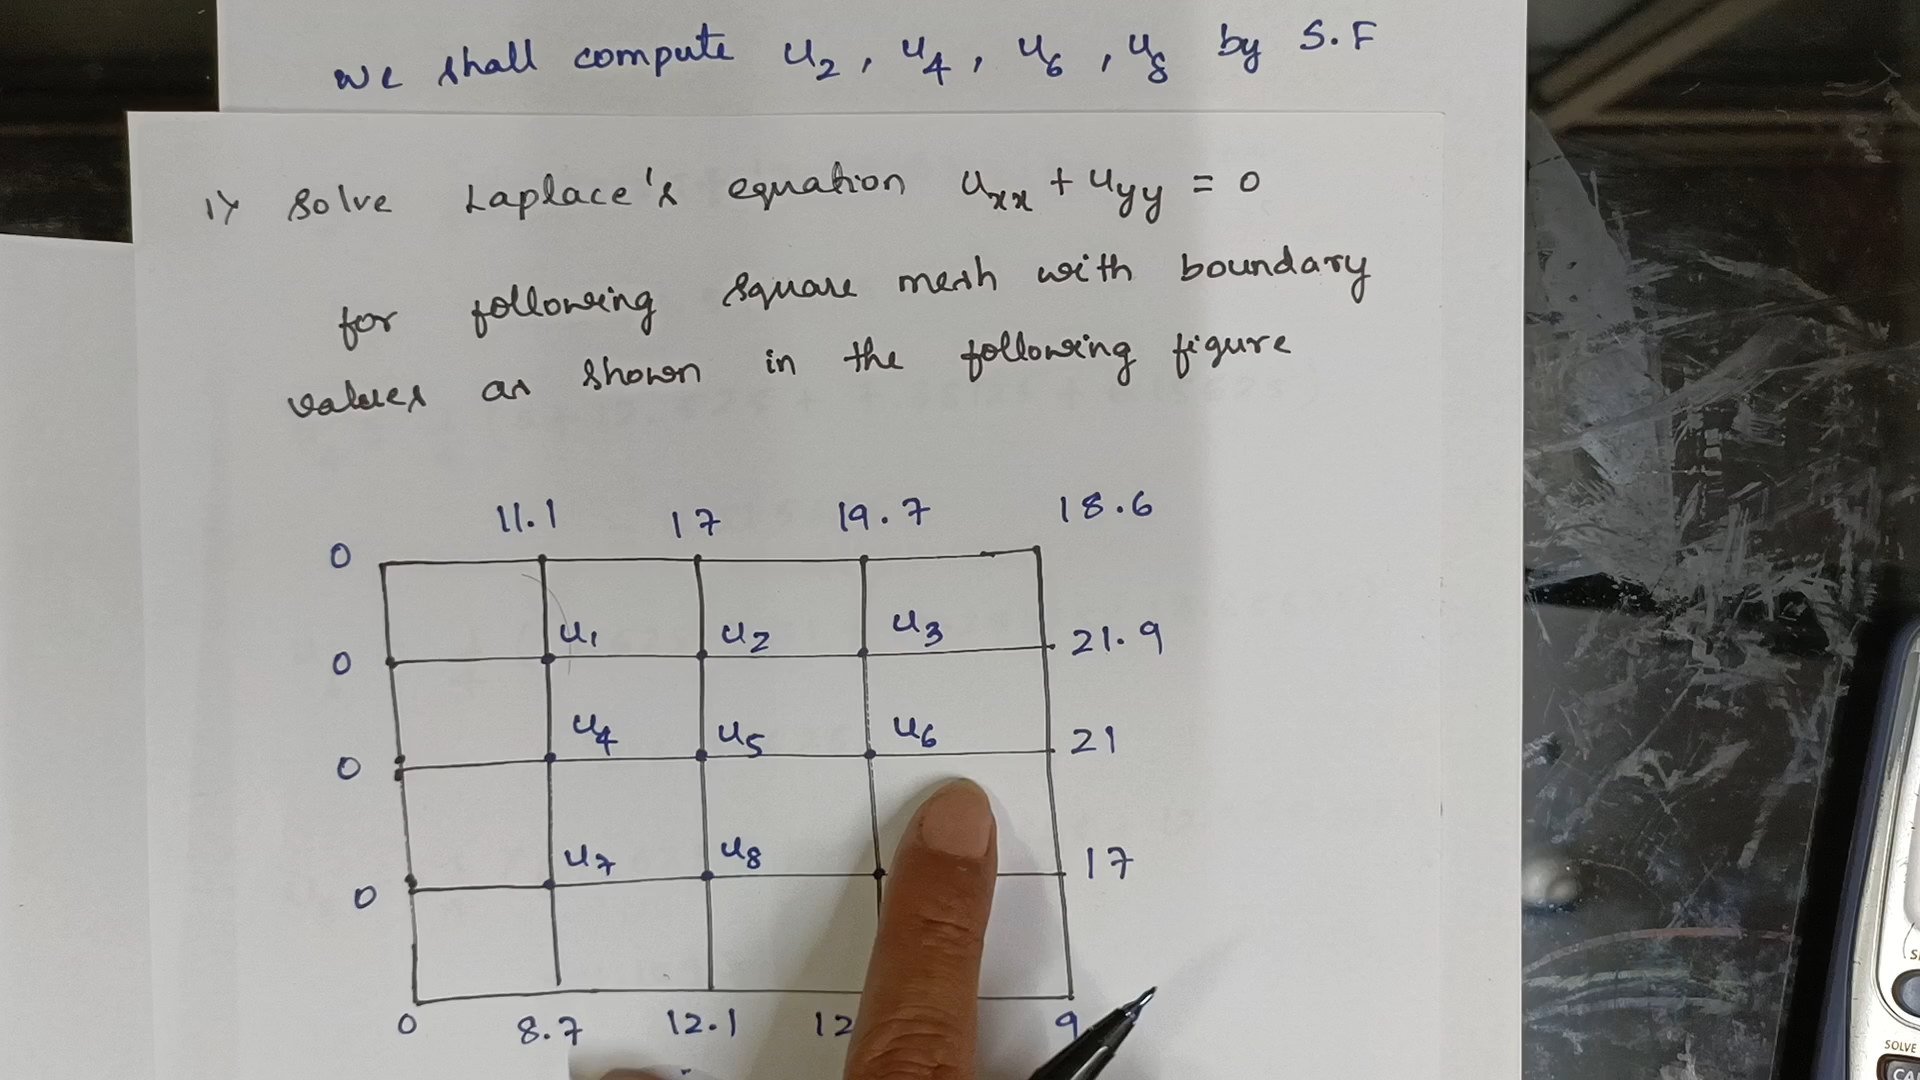 we shall compute u2, u4, u6, u8 by S.F
1) Solve Laplace's equation uxx + uyy = 0
for following square mesh with boundary
values as shown in the following figure
11.1 17 19.7 18.6
0
u1 u2 u3
0 21.9
u4 u5 u6
0 21
u7 u8
0 17
0 8.7 12.1 9
SOLVE